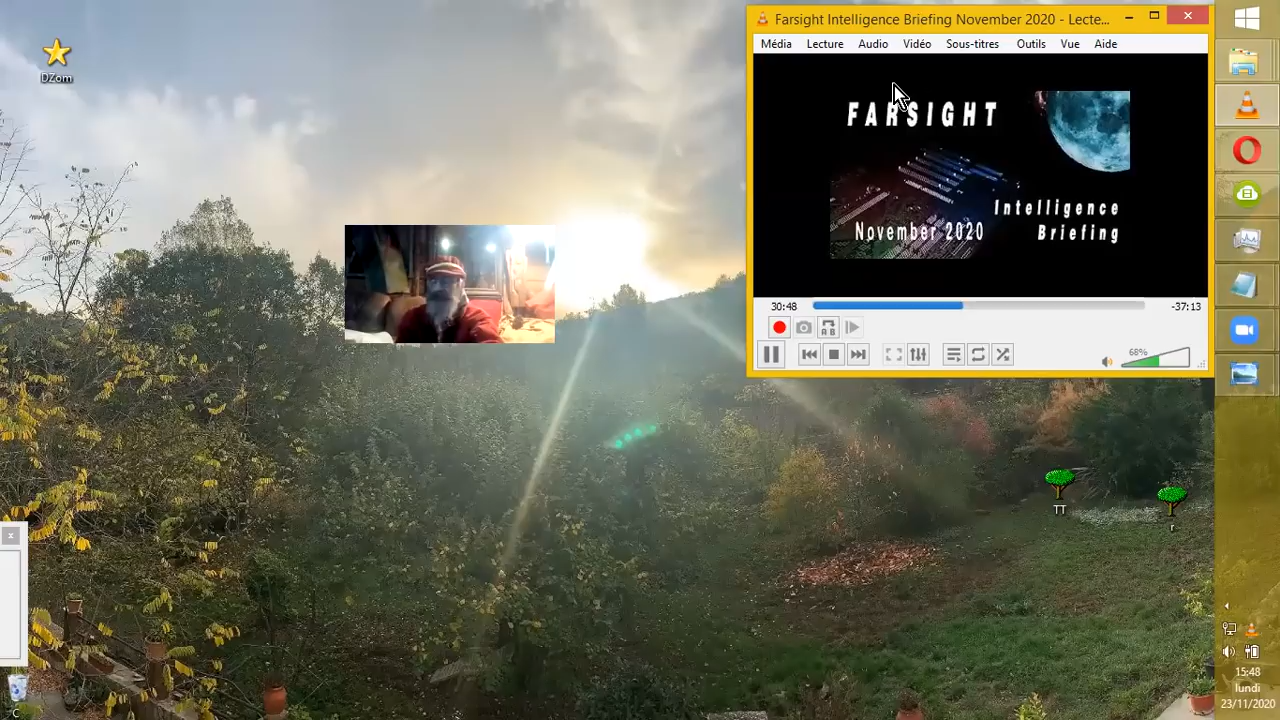 DZom
Farsight Intelligence Briefing November 2020 - Lecte...
Média Lecture Audio Vidéo Sous-titres Outils Vue Aide
FARSIGHT
Intelligence
Briefing
November 2020
30:48
-37:13
68%
TT
r
15:48
lundi
23/11/2020
C